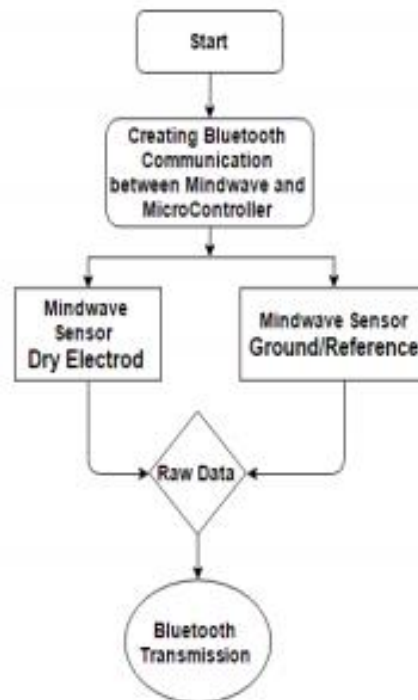 Start
Creating Bluetooth
Communication
between Mindwave and
MicroController
Mindwave
Sensor
Dry Electrod
Mindwave Sensor
Ground/Reference
Raw Data
Bluetooth
Transmission